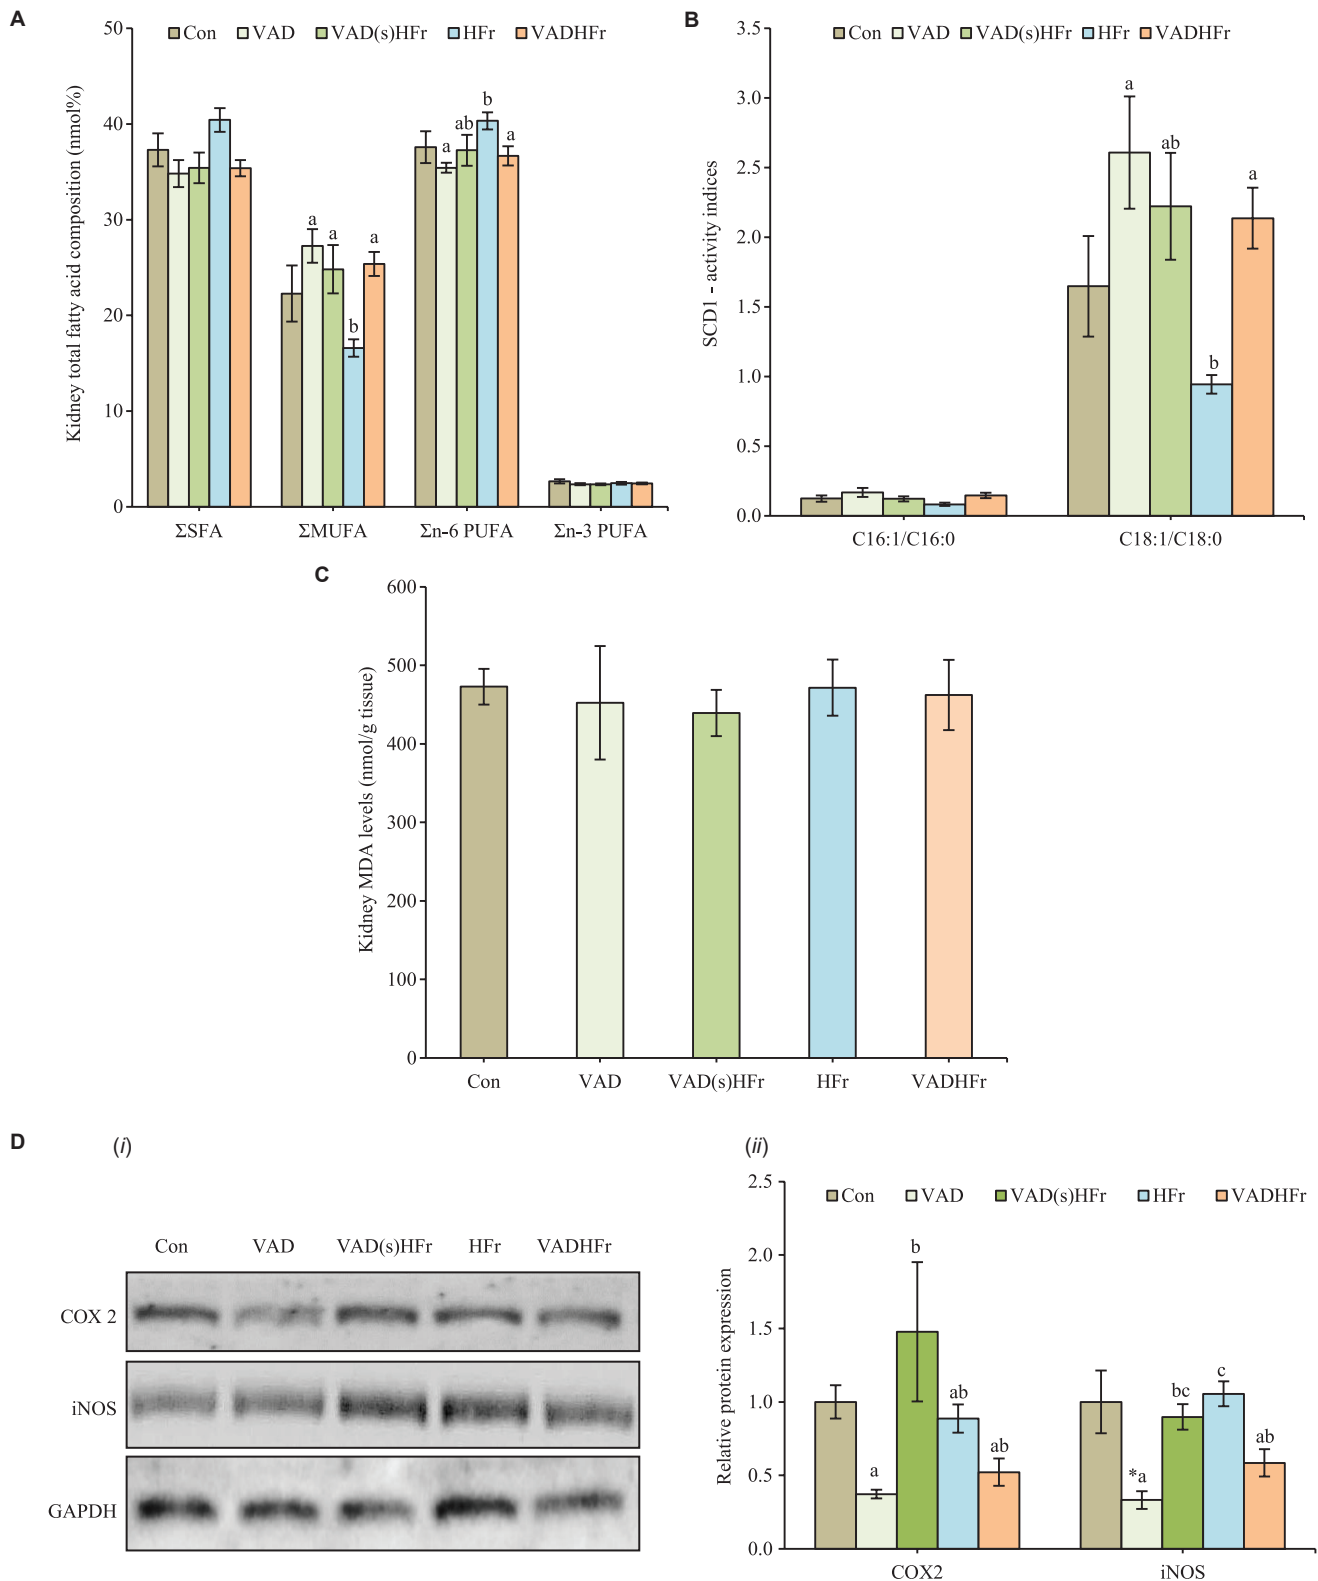 A
Con VAD VAD(s)HFr HFr VADHFr
Kidney total fatty acid composition (nmol%)
50
40
30
20
10
0
a a b a
a ab b a
ΣSFA ΣMUFA Σn-6 PUFA Σn-3 PUFA
B
Con VAD VAD(s)HFr HFr VADHFr
SCD1 - activity indices
3.5
3.0
2.5
2.0
1.5
1.0
0.5
0.0
a ab b a
C16:1/C16:0 C18:1/C18:0
C
Kidney MDA levels (nmol/g tissue)
600
500
400
300
200
100
0
Con VAD VAD(s)HFr HFr VADHFr
D
(i)
Con VAD VAD(s)HFr HFr VADHFr
COX 2
iNOS
GAPDH
(ii)
Con VAD VAD(s)HFr HFr VADHFr
Relative protein expression
2.5
2.0
1.5
1.0
0.5
0.0
a b ab ab
*a bc c ab
COX2 iNOS